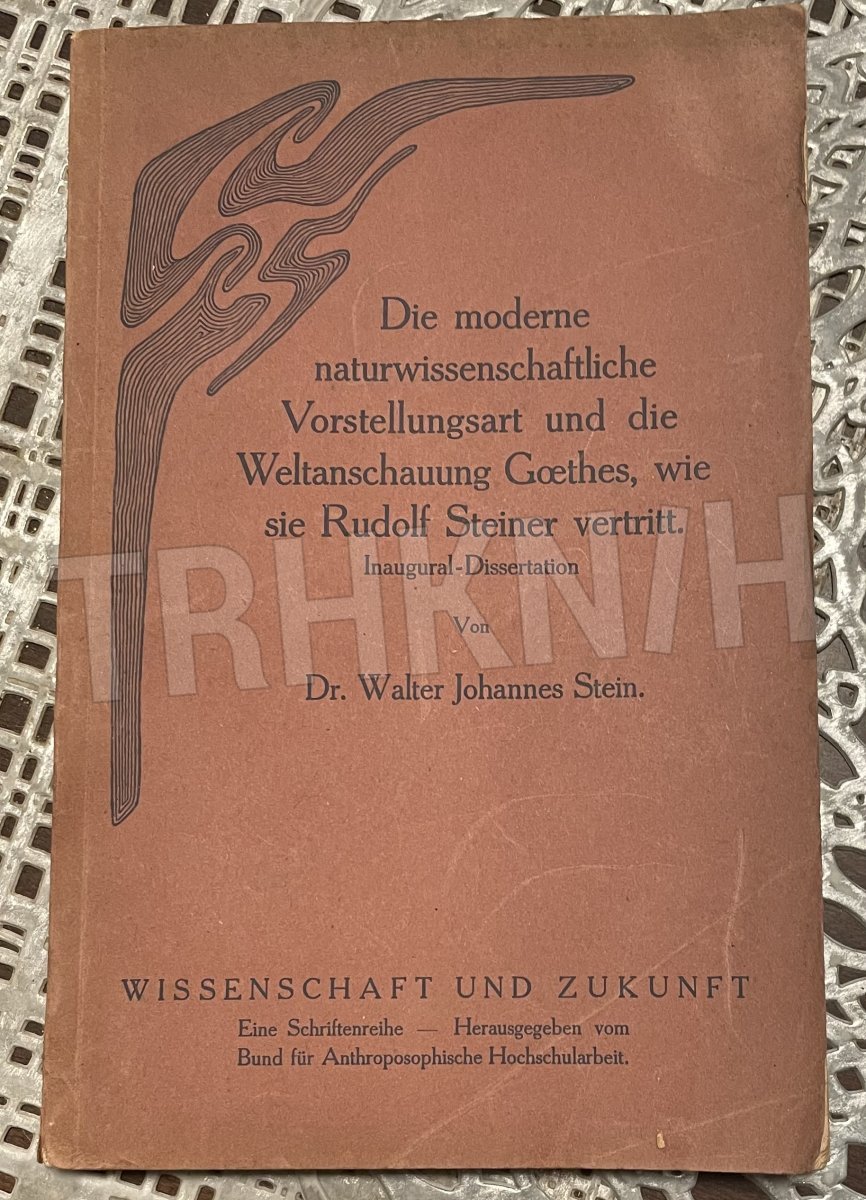 Die moderne
naturwissenschaftliche
Vorstellungsart und die
Weltanschauung Gœthes, wie
sie Rudolf Steiner vertritt.
Inaugural-Dissertation
Von
Dr. Walter Johannes Stein.
WISSENSCHAFT UND ZUKUNFT
Eine Schriftenreihe — Herausgegeben vom
Bund für Anthroposophische Hochschularbeit.
TRHKN/H